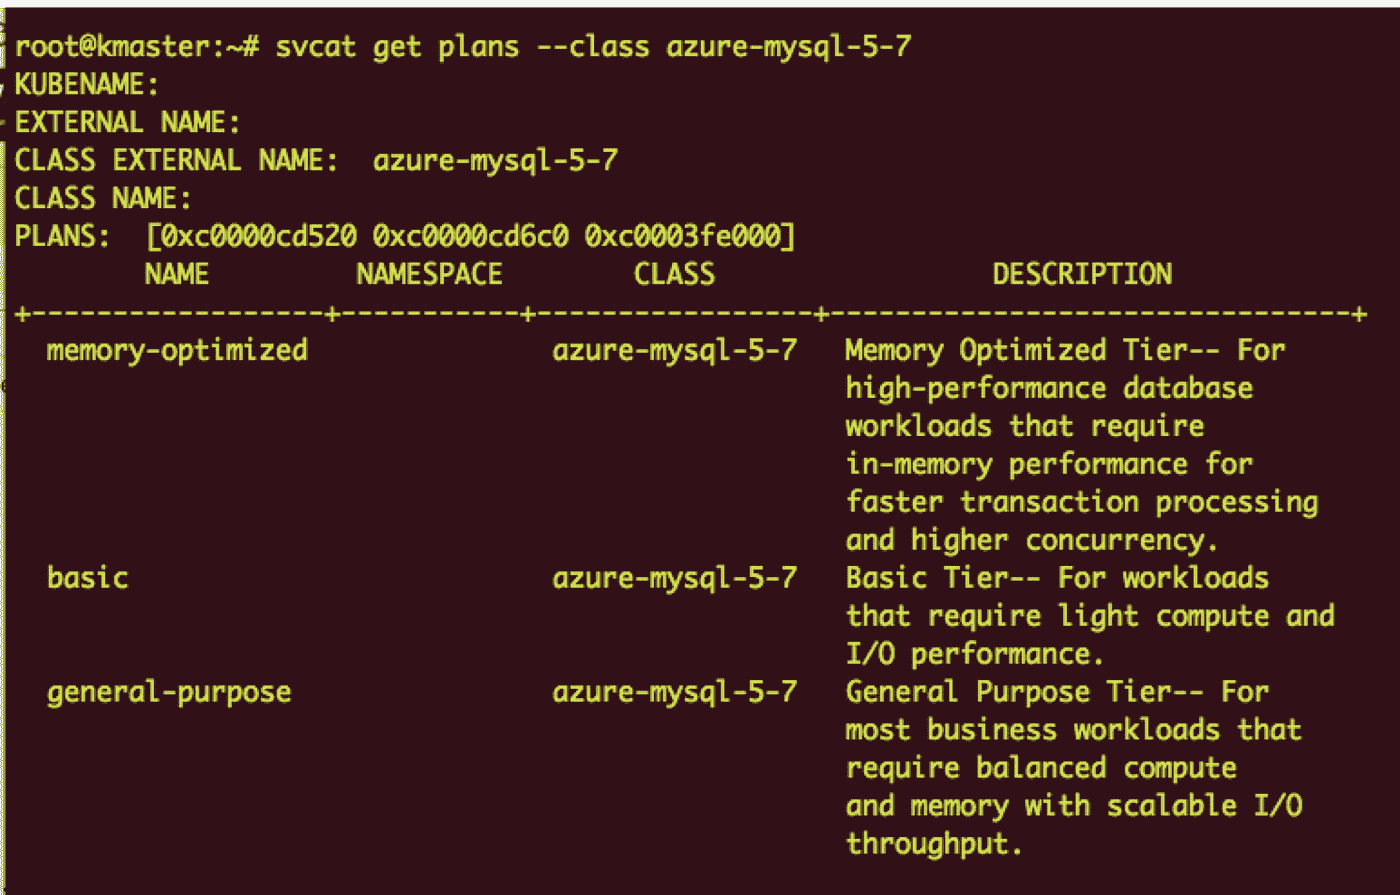 root@kmaster:~# svcat get plans --class azure-mysql-5-7
KUBENAME:
EXTERNAL NAME:
CLASS EXTERNAL NAME:  azure-mysql-5-7
CLASS NAME:
PLANS:  [0xc0000cd520 0xc0000cd6c0 0xc0003fe000]
        NAME         NAMESPACE        CLASS                 DESCRIPTION
+------------------+-----------+-----------------+--------------------------------+
  memory-optimized               azure-mysql-5-7   Memory Optimized Tier-- For
                                                   high-performance database
                                                   workloads that require
                                                   in-memory performance for
                                                   faster transaction processing
                                                   and higher concurrency.
  basic                          azure-mysql-5-7   Basic Tier-- For workloads
                                                   that require light compute and
                                                   I/O performance.
  general-purpose                azure-mysql-5-7   General Purpose Tier-- For
                                                   most business workloads that
                                                   require balanced compute
                                                   and memory with scalable I/O
                                                   throughput.